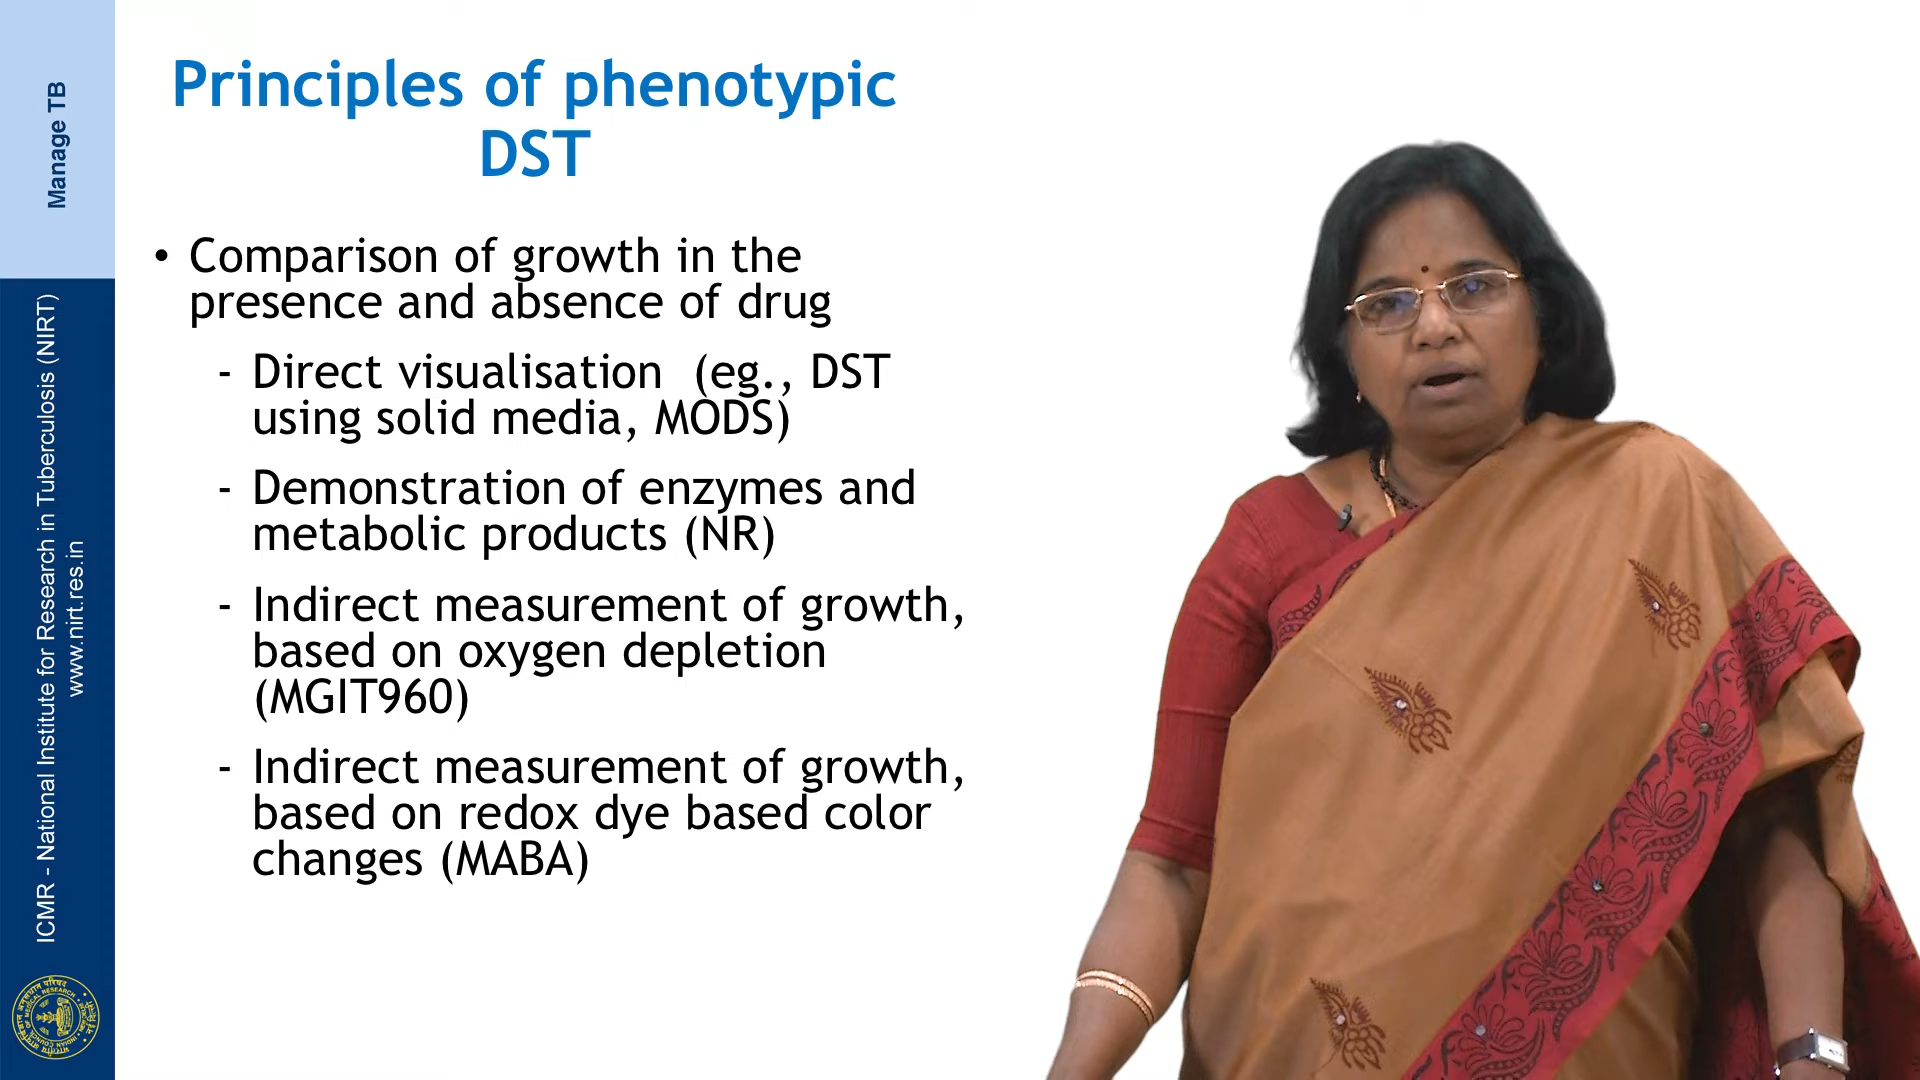 Principles of phenotypic
DST
• Comparison of growth in the
presence and absence of drug
- Direct visualisation  (eg., DST
using solid media, MODS)
- Demonstration of enzymes and
metabolic products (NR)
- Indirect measurement of growth,
based on oxygen depletion
(MGIT960)
- Indirect measurement of growth,
based on redox dye based color
changes (MABA)
Manage TB
ICMR - National Institute for Research in Tuberculosis (NIRT)
www.nirt.res.in